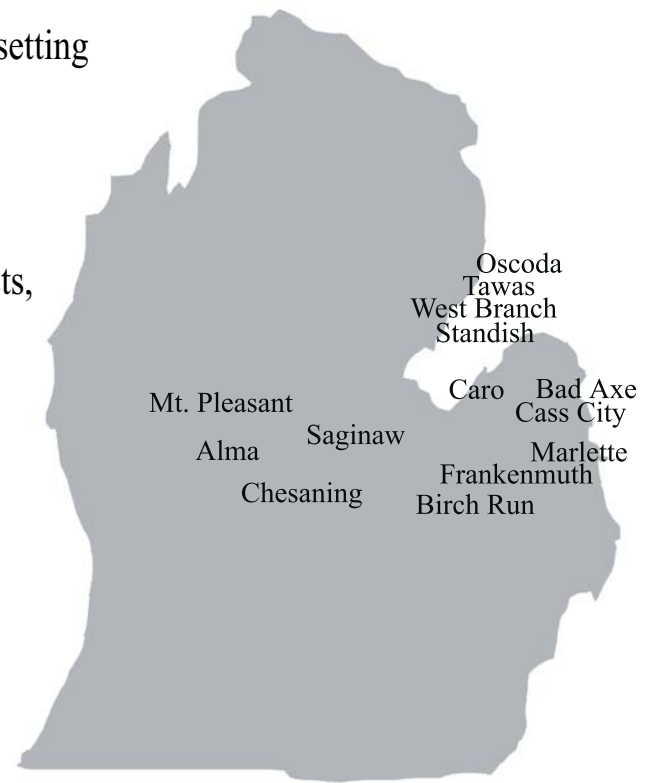 setting
ts,
Oscoda
Tawas
West Branch
Standish
Caro Bad Axe
Cass City
Mt. Pleasant
Saginaw
Alma
Marlette
Frankenmuth
Chesaning
Birch Run